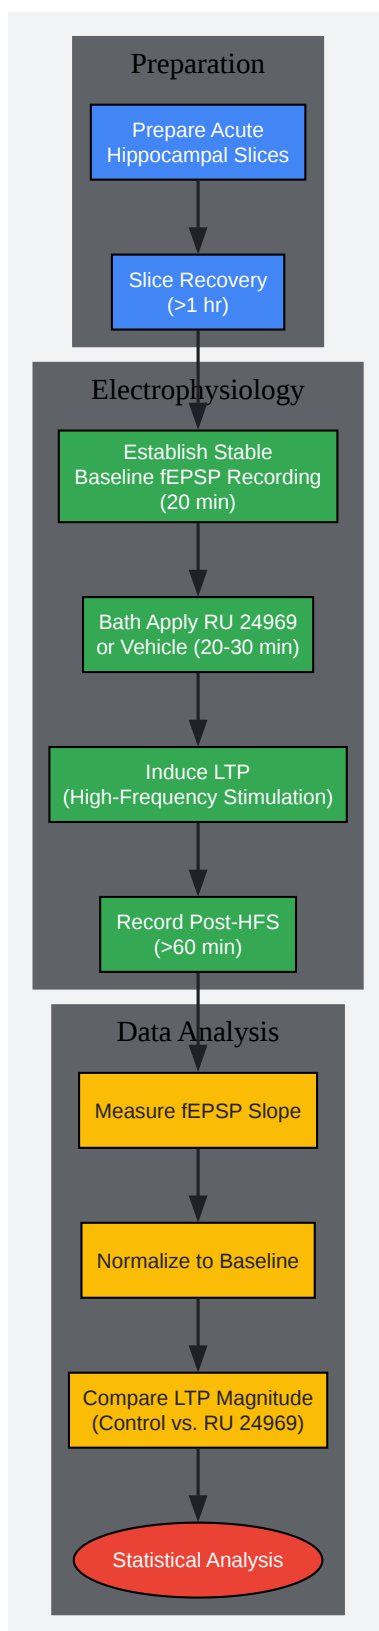 Preparation
Prepare Acute
Hippocampal Slices
Slice Recovery
(>1 hr)
Electrophysiology
Establish Stable
Baseline fEPSP Recording
(20 min)
Bath Apply RU 24969
or Vehicle (20-30 min)
Induce LTP
(High-Frequency Stimulation)
Record Post-HFS
(>60 min)
Data Analysis
Measure fEPSP Slope
Normalize to Baseline
Compare LTP Magnitude
(Control vs. RU 24969)
Statistical Analysis